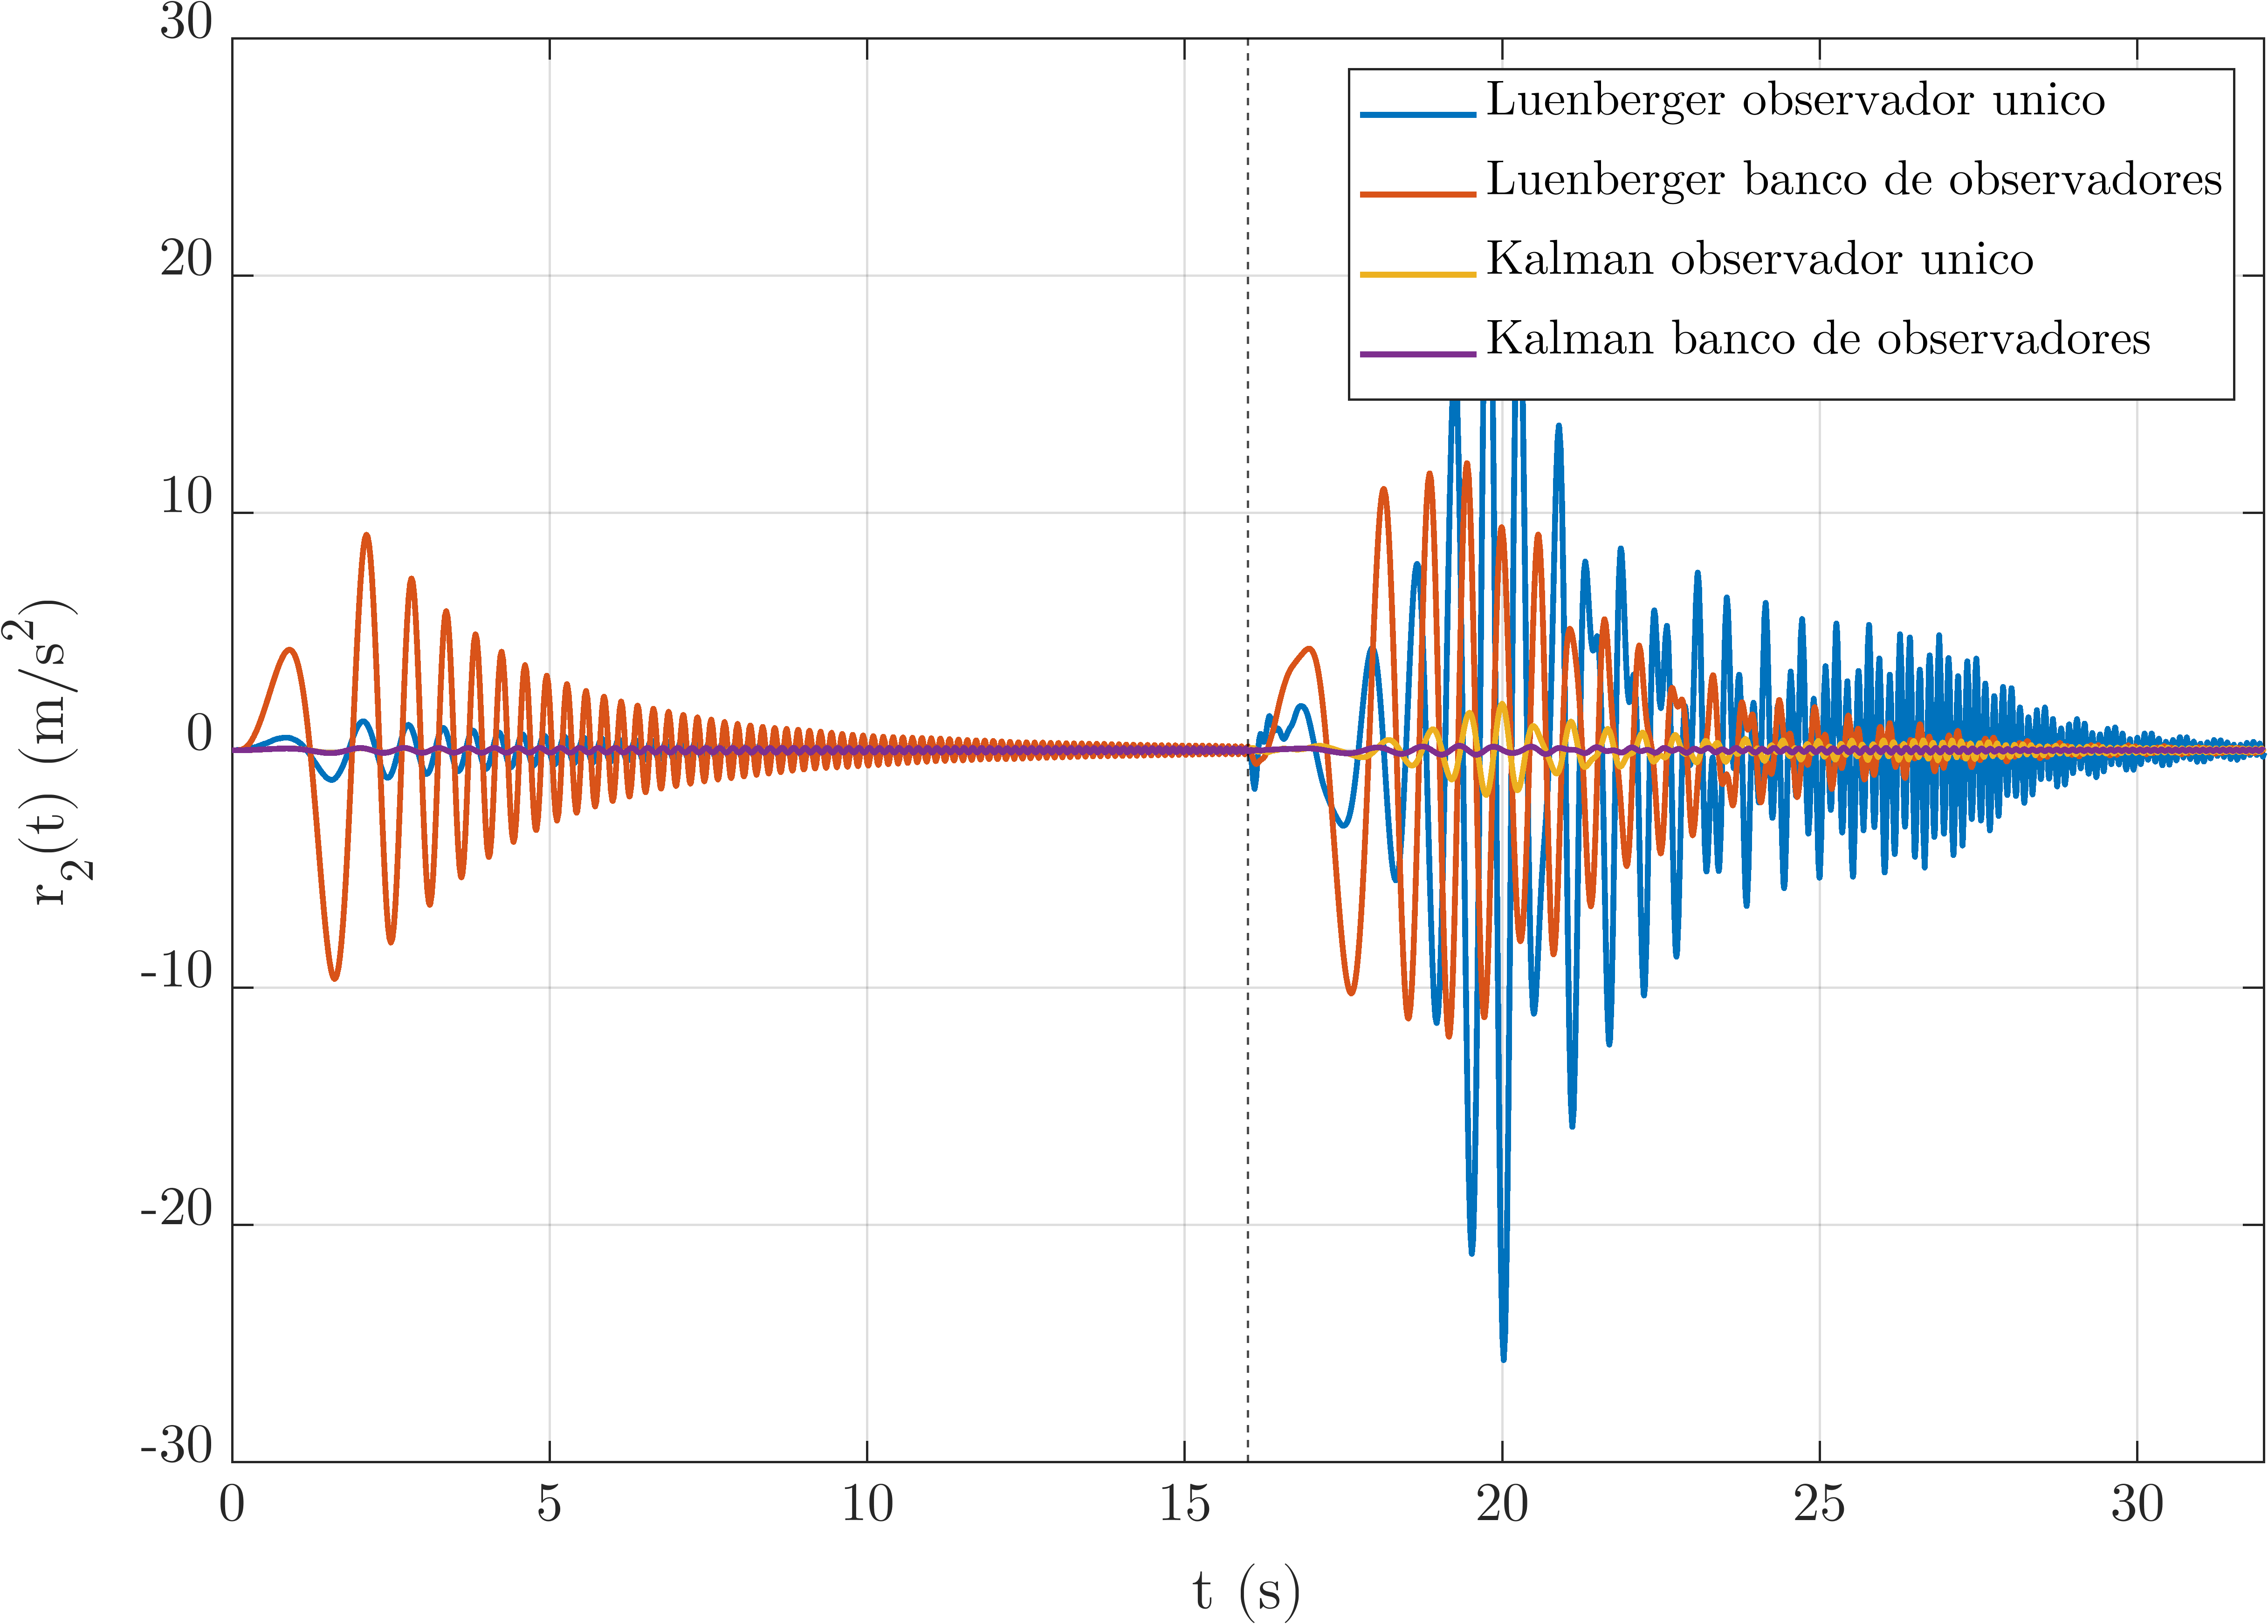 30
20
10
0
-10
-20
-30
r2(t) (m/s2)
Luenberger observador unico
Luenberger banco de observadores
Kalman observador unico
Kalman banco de observadores
0 5 10 15 20 25 30
t (s)